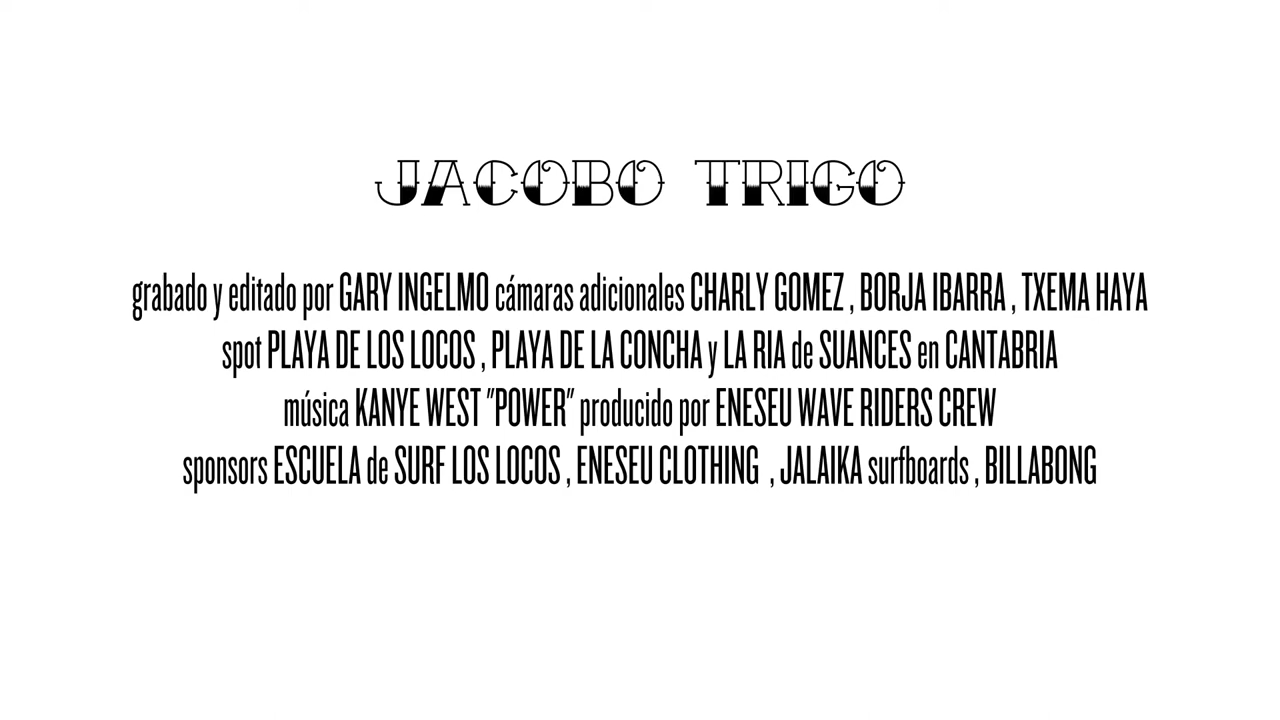 JACOBO TRIGO
grabado y editado por GARY INGELMO cámaras adicionales CHARLY GOMEZ , BORJA IBARRA , TXEMA HAYA
spot PLAYA DE LOS LOCOS , PLAYA DE LA CONCHA y LA RIA de SUANCES en CANTABRIA
música KANYE WEST "POWER" producido por ENESEU WAVE RIDERS CREW
sponsors ESCUELA de SURF LOS LOCOS , ENESEU CLOTHING , JALAIKA surfboards , BILLABONG